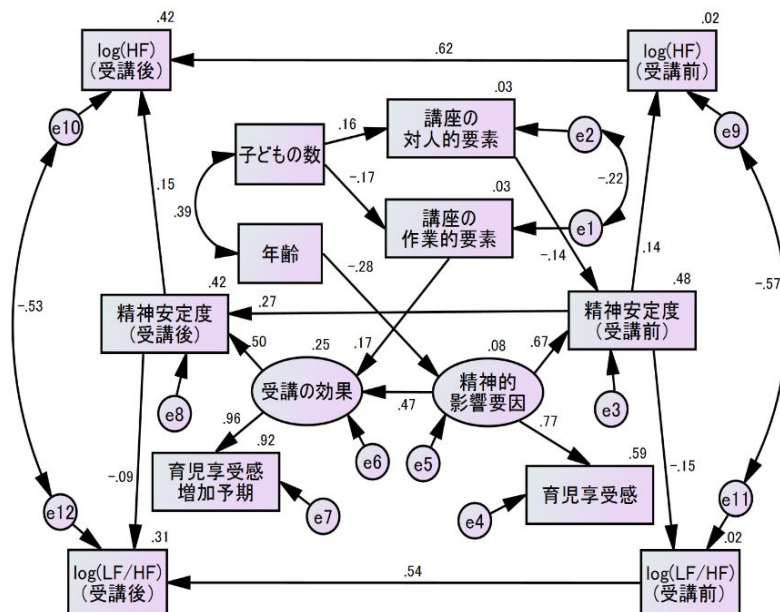 .42
.02
log(HF)
(受講後)
.62
log(HF)
(受講前)
e10
.03
e9
.16
講座の
対人的要素
e2
子どもの数
-.17
.03
-.22
.15
.39
講座の
作業的要素
e1
.14
年齢
-.28
-.14
-.53
-.57
.42
.48
精神安定度
(受講後)
.27
精神安定度
(受講前)
.50
.25
.17
.08
.67
受講の効果
精神的
影響要因
e8
.47
e3
.96
.77
.92
e6
e5
.59
育児享受感
増加予期
-.09
-.15
育児享受感
e7
e4
e12
e11
.31
.02
log(LF/HF)
(受講後)
.54
log(LF/HF)
(受講前)